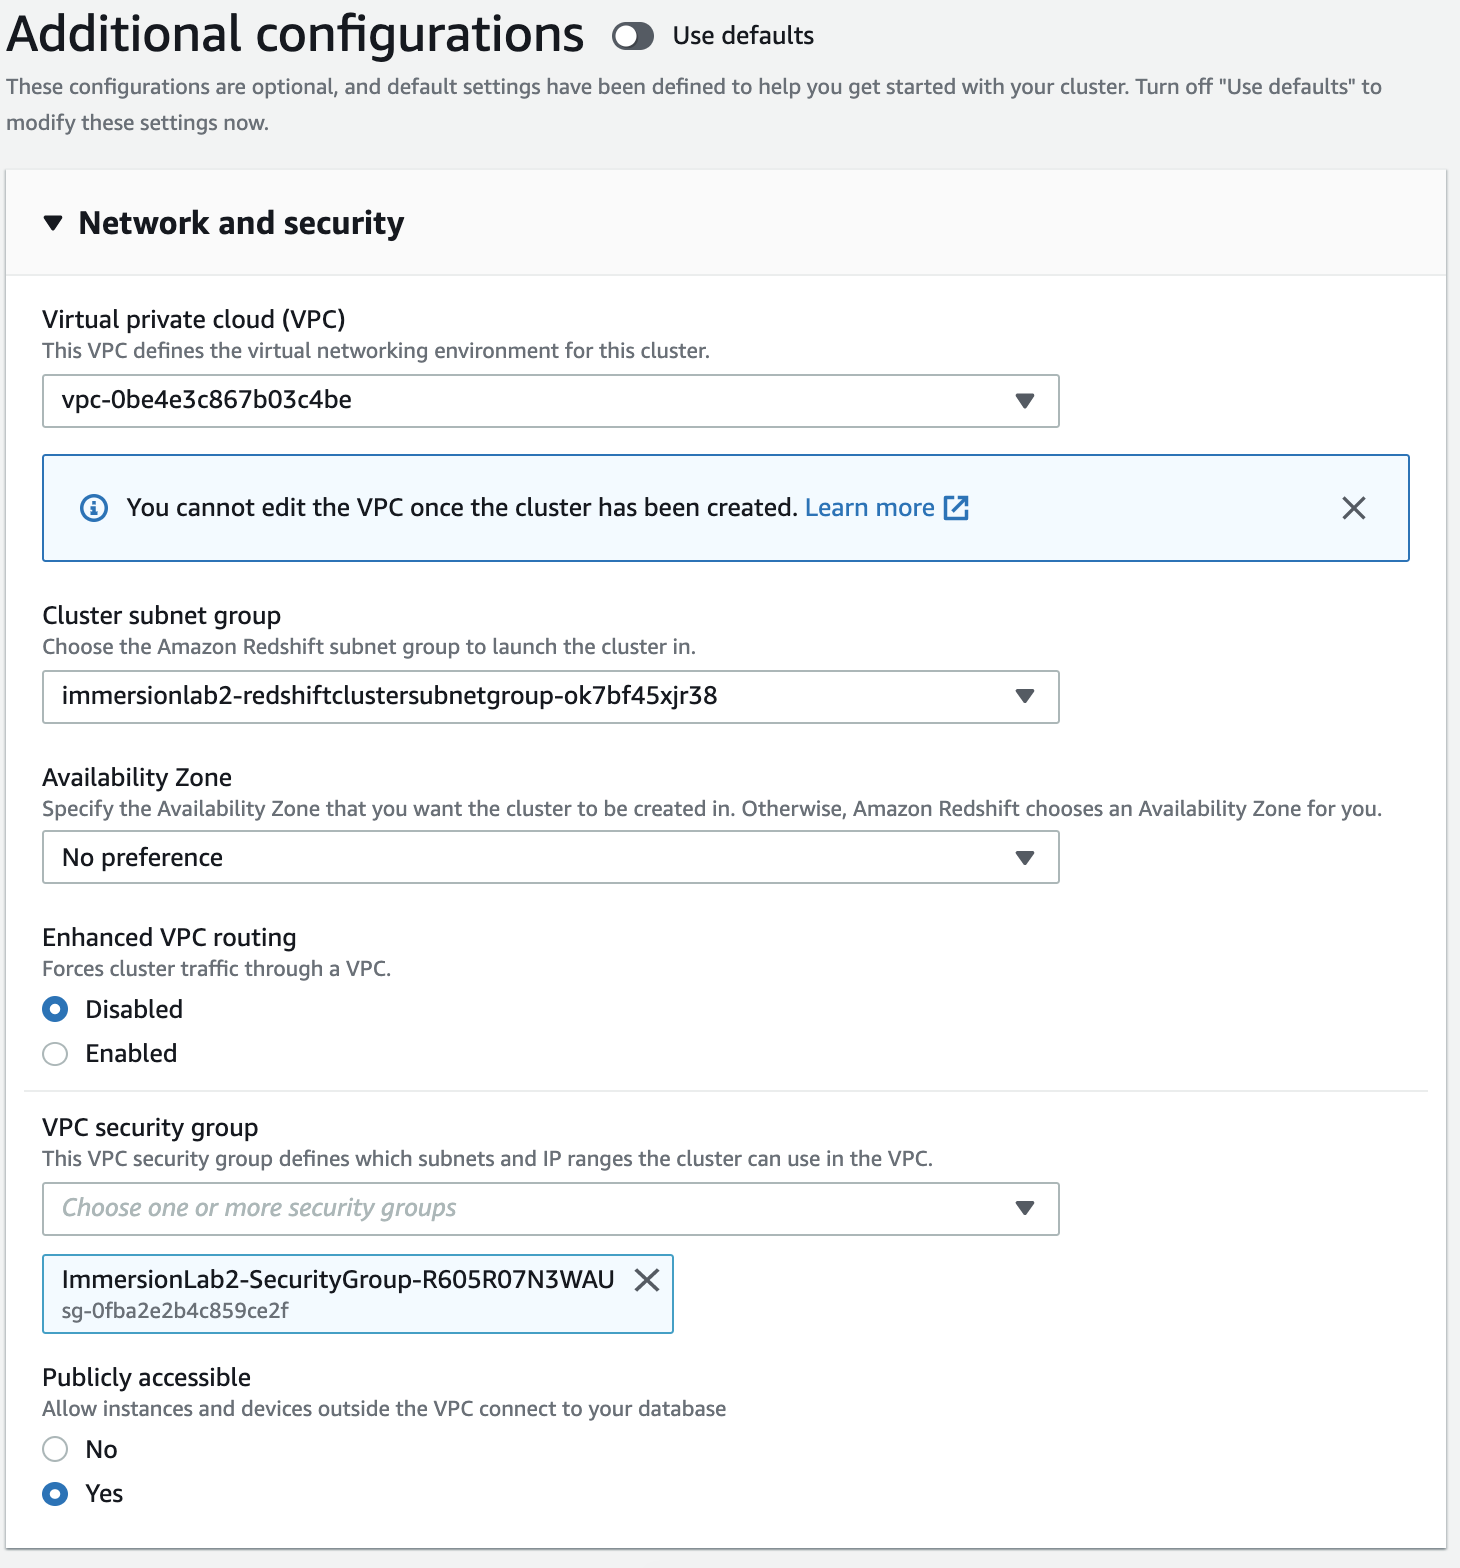 Additional configurations
Use defaults
These configurations are optional, and default settings have been defined to help you get started with your cluster. Turn off "Use defaults" to
modify these settings now.
Network and security
Virtual private cloud (VPC)
This VPC defines the virtual networking environment for this cluster.
vpc-0be4e3c867b03c4be
You cannot edit the VPC once the cluster has been created. Learn more
Cluster subnet group
Choose the Amazon Redshift subnet group to launch the cluster in.
immersionlab2-redshiftclustersubnetgroup-ok7bf45xjr38
Availability Zone
Specify the Availability Zone that you want the cluster to be created in. Otherwise, Amazon Redshift chooses an Availability Zone for you.
No preference
Enhanced VPC routing
Forces cluster traffic through a VPC.
Disabled
Enabled
VPC security group
This VPC security group defines which subnets and IP ranges the cluster can use in the VPC.
Choose one or more security groups
ImmersionLab2-SecurityGroup-R605R07N3WAU
sg-0fba2e2b4c859ce2f
Publicly accessible
Allow instances and devices outside the VPC connect to your database
No
Yes